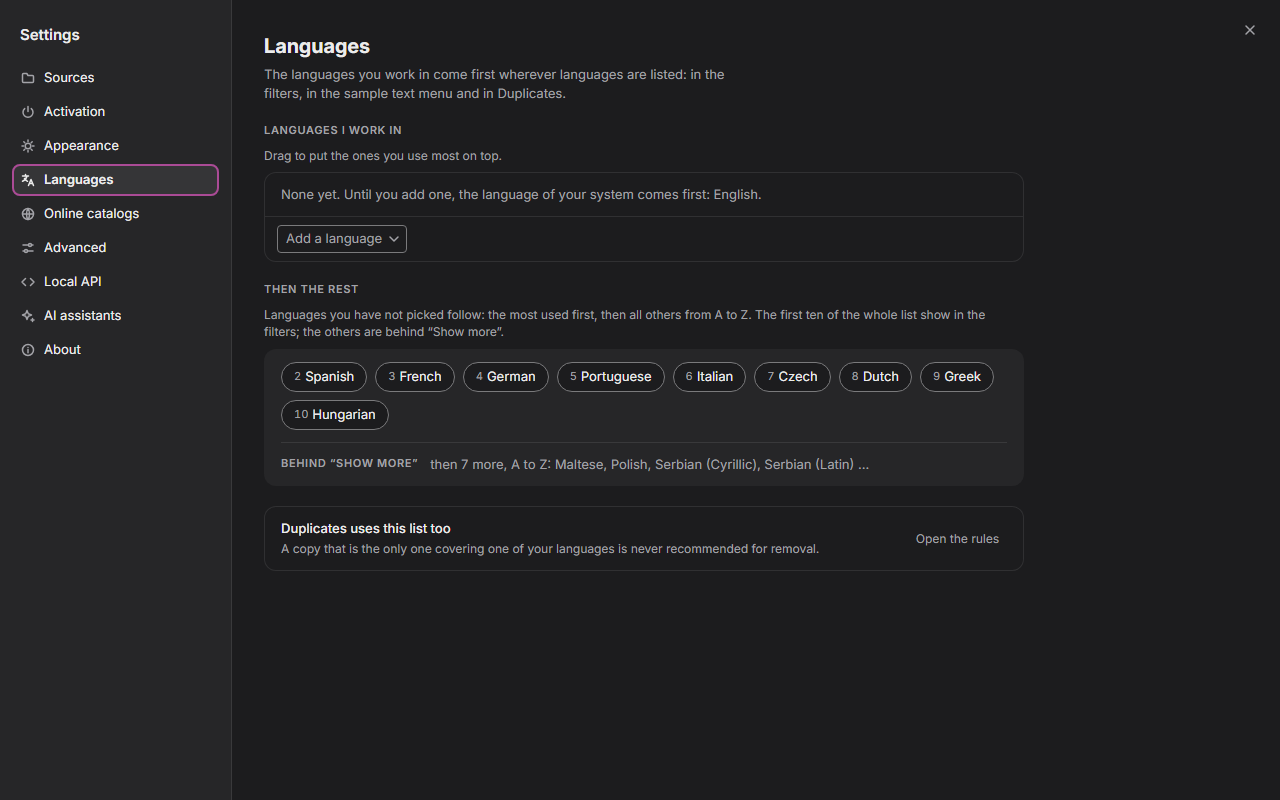 Settings
Sources
Activation
Appearance
Languages
Online catalogs
Advanced
Local API
AI assistants
About
Languages
The languages you work in come first wherever languages are listed: in the
filters, in the sample text menu and in Duplicates.
LANGUAGES I WORK IN
Drag to put the ones you use most on top.
None yet. Until you add one, the language of your system comes first: English.
Add a language
THEN THE REST
Languages you have not picked follow: the most used first, then all others from A to Z. The first ten of the whole list show in the
filters; the others are behind “Show more”.
2 Spanish 3 French 4 German 5 Portuguese 6 Italian 7 Czech 8 Dutch 9 Greek
10 Hungarian
BEHIND “SHOW MORE” then 7 more, A to Z: Maltese, Polish, Serbian (Cyrillic), Serbian (Latin) ...
Duplicates uses this list too
A copy that is the only one covering one of your languages is never recommended for removal.
Open the rules